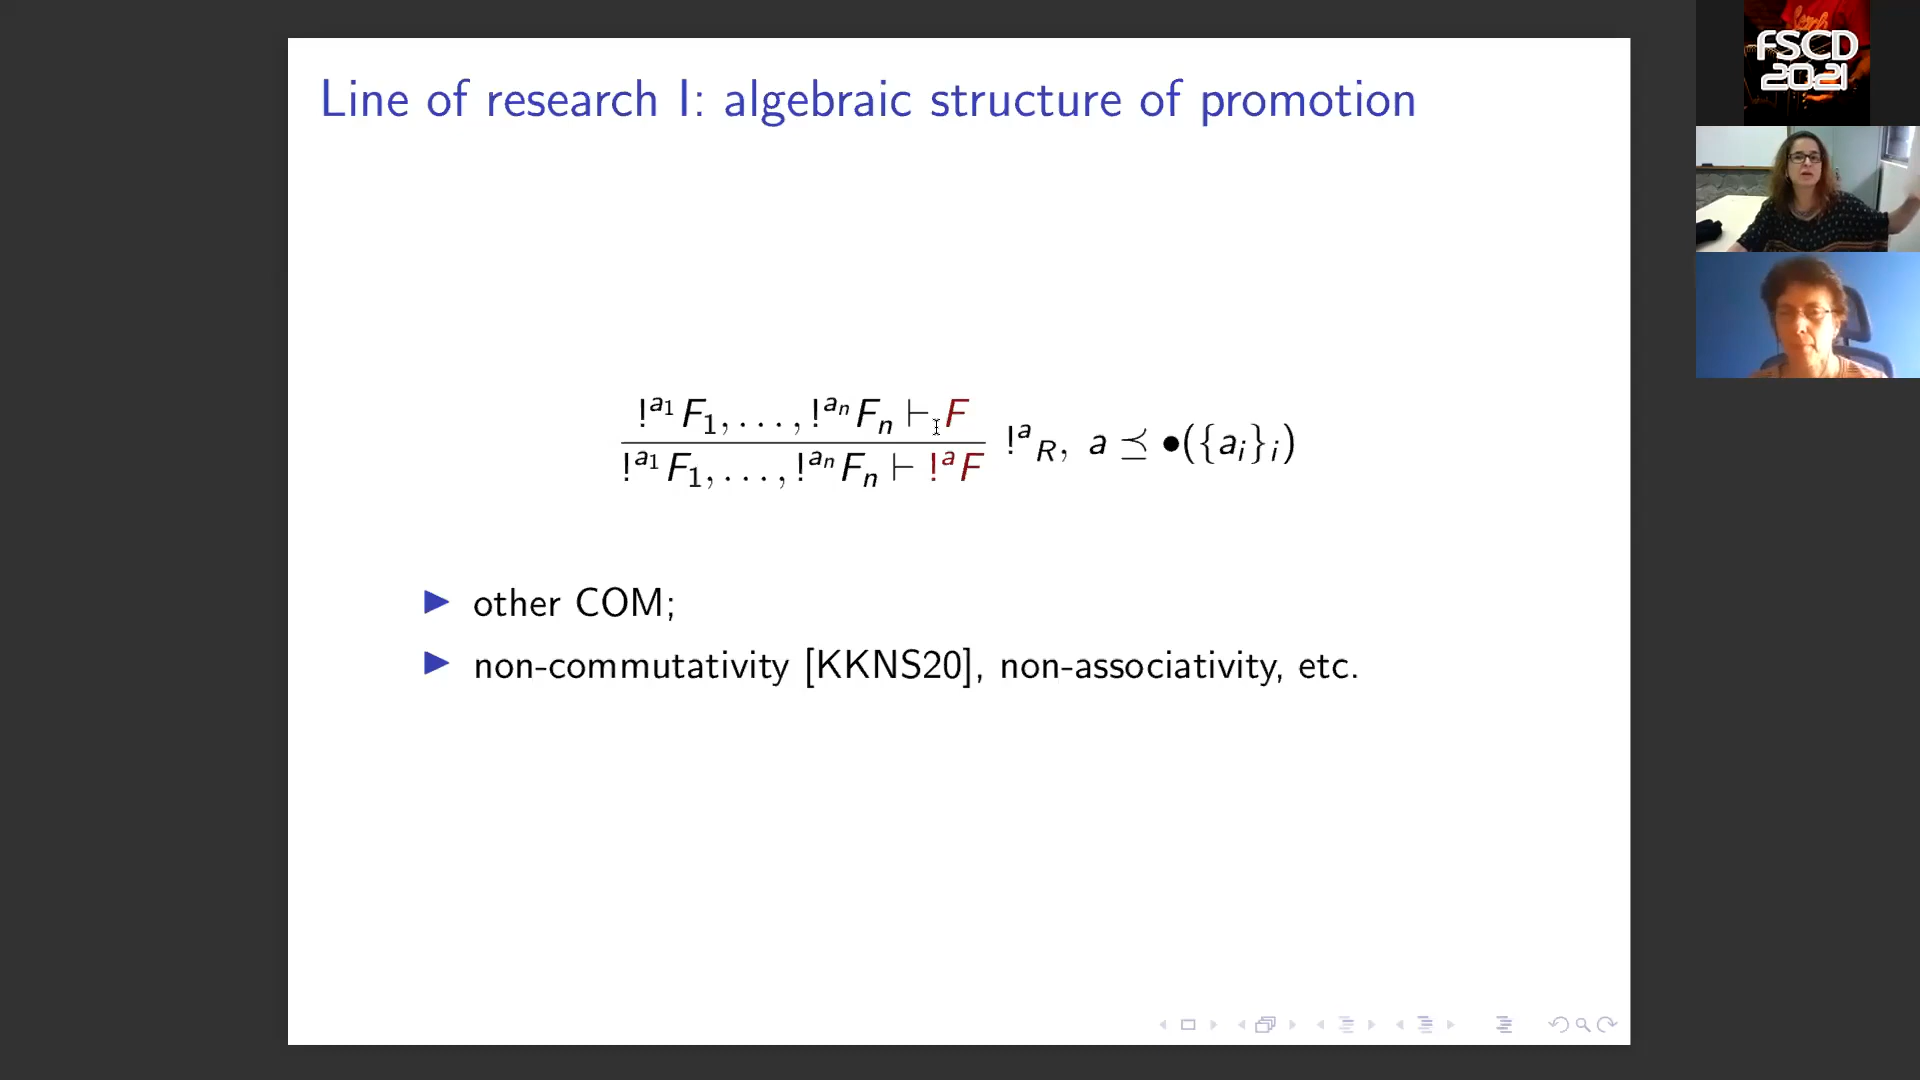 Line of research I: algebraic structure of promotion
!^{a_1} F_1, . . . , !^{a_n} F_n ⊢ F
!^{a_1} F_1, . . . , !^{a_n} F_n ⊢ !^a F
!^a_R, a ⪯ •({a_i}_i)
▶ other COM;
▶ non-commutativity [KKNS20], non-associativity, etc.
FSCD
2021